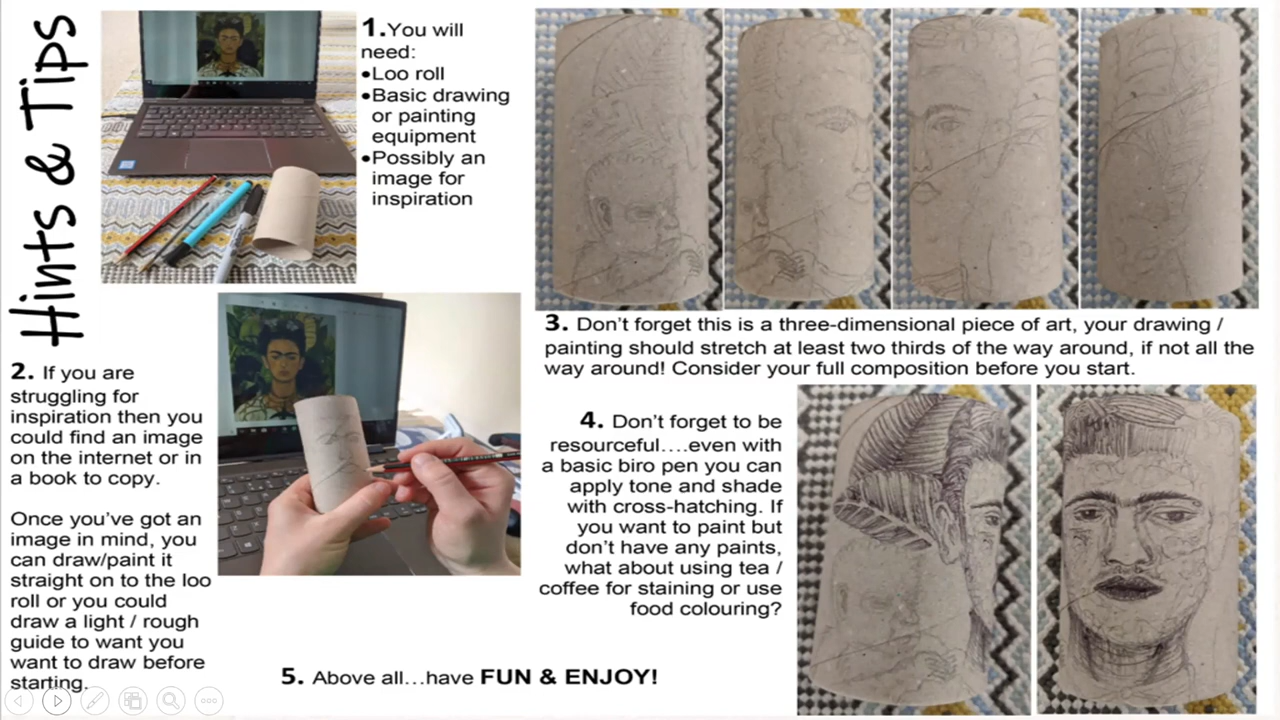 Hints & Tips
1.You will
need:
•Loo roll
•Basic drawing
or painting
equipment
•Possibly an
image for
inspiration
2. If you are
struggling for
inspiration then you
could find an image
on the internet or in
a book to copy.
Once you've got an
image in mind, you
can draw/paint it
straight on to the loo
roll or you could
draw a light / rough
guide to want you
want to draw before
starting.
3. Don't forget this is a three-dimensional piece of art, your drawing /
painting should stretch at least two thirds of the way around, if not all the
way around! Consider your full composition before you start.
4. Don't forget to be
resourceful....even with
a basic biro pen you can
apply tone and shade
with cross-hatching. If
you want to paint but
don't have any paints,
what about using tea /
coffee for staining or use
food colouring?
5. Above all...have FUN & ENJOY!